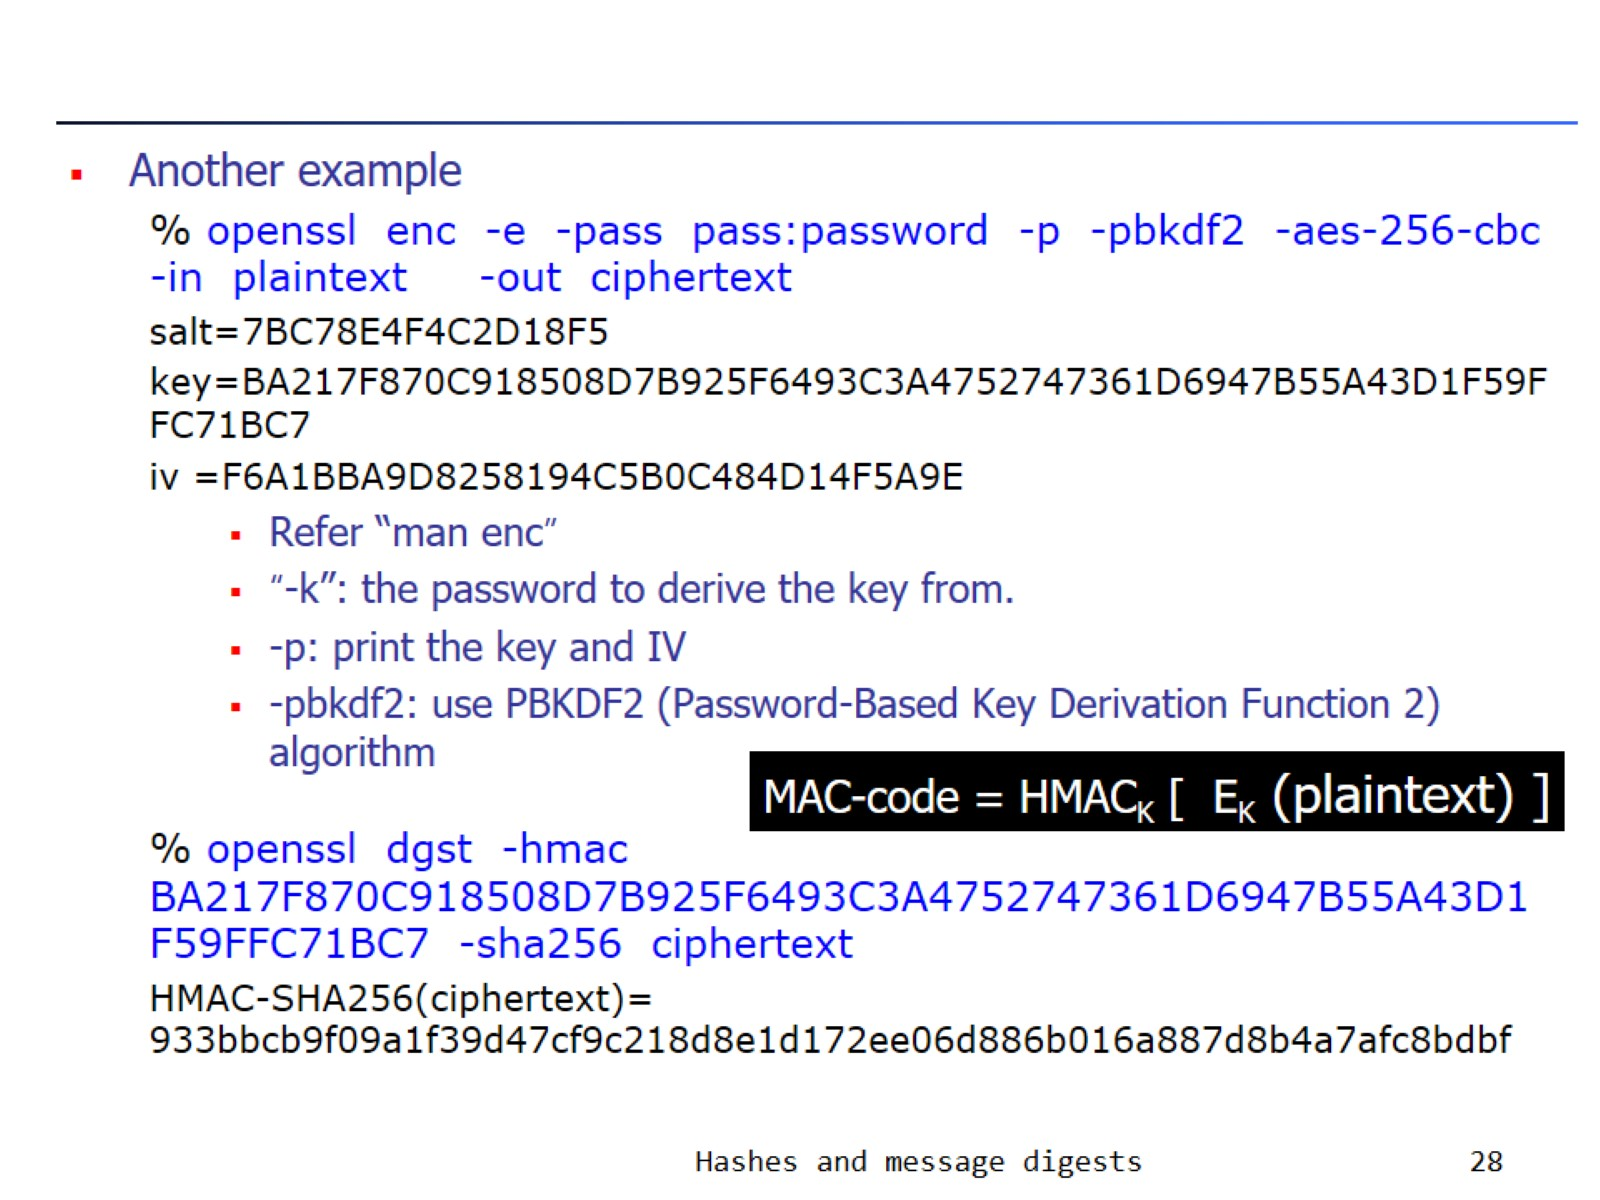 Another example
% openssl enc -e -pass pass:password -p -pbkdf2 -aes-256-cbc
-in plaintext -out ciphertext
salt=7BC78E4F4C2D18F5
key=BA217F870C918508D7B925F6493C3A4752747361D6947B55A43D1F59F
FC71BC7
iv =F6A1BBA9D8258194C5B0C484D14F5A9E
Refer “man enc”
“-k”: the password to derive the key from.
-p: print the key and IV
-pbkdf2: use PBKDF2 (Password-Based Key Derivation Function 2)
algorithm
MAC-code = HMACK [ EK (plaintext) ]
% openssl dgst -hmac
BA217F870C918508D7B925F6493C3A4752747361D6947B55A43D1
F59FFC71BC7 -sha256 ciphertext
HMAC-SHA256(ciphertext)=
933bbcb9f09a1f39d47cf9c218d8e1d172ee06d886b016a887d8b4a7afc8bdbf
Hashes and message digests 28